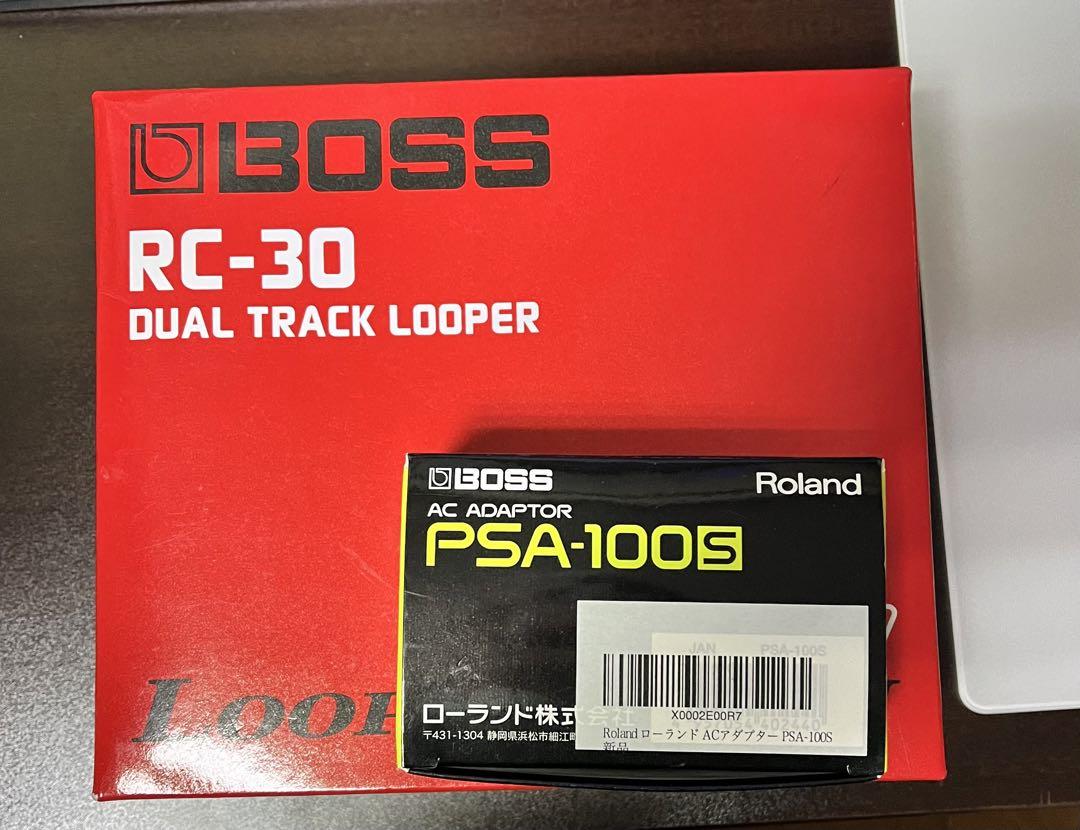 BOSS
RC-30
DUAL TRACK LOOPER
BOSS
Roland
AC ADAPTOR
PSA-100S
JAN PSA-100S
X0002E00R7
Roland ローランド ACアダプター PSA-100S
新品
ローランド株式会社
〒431-1304 静岡県浜松市細江町